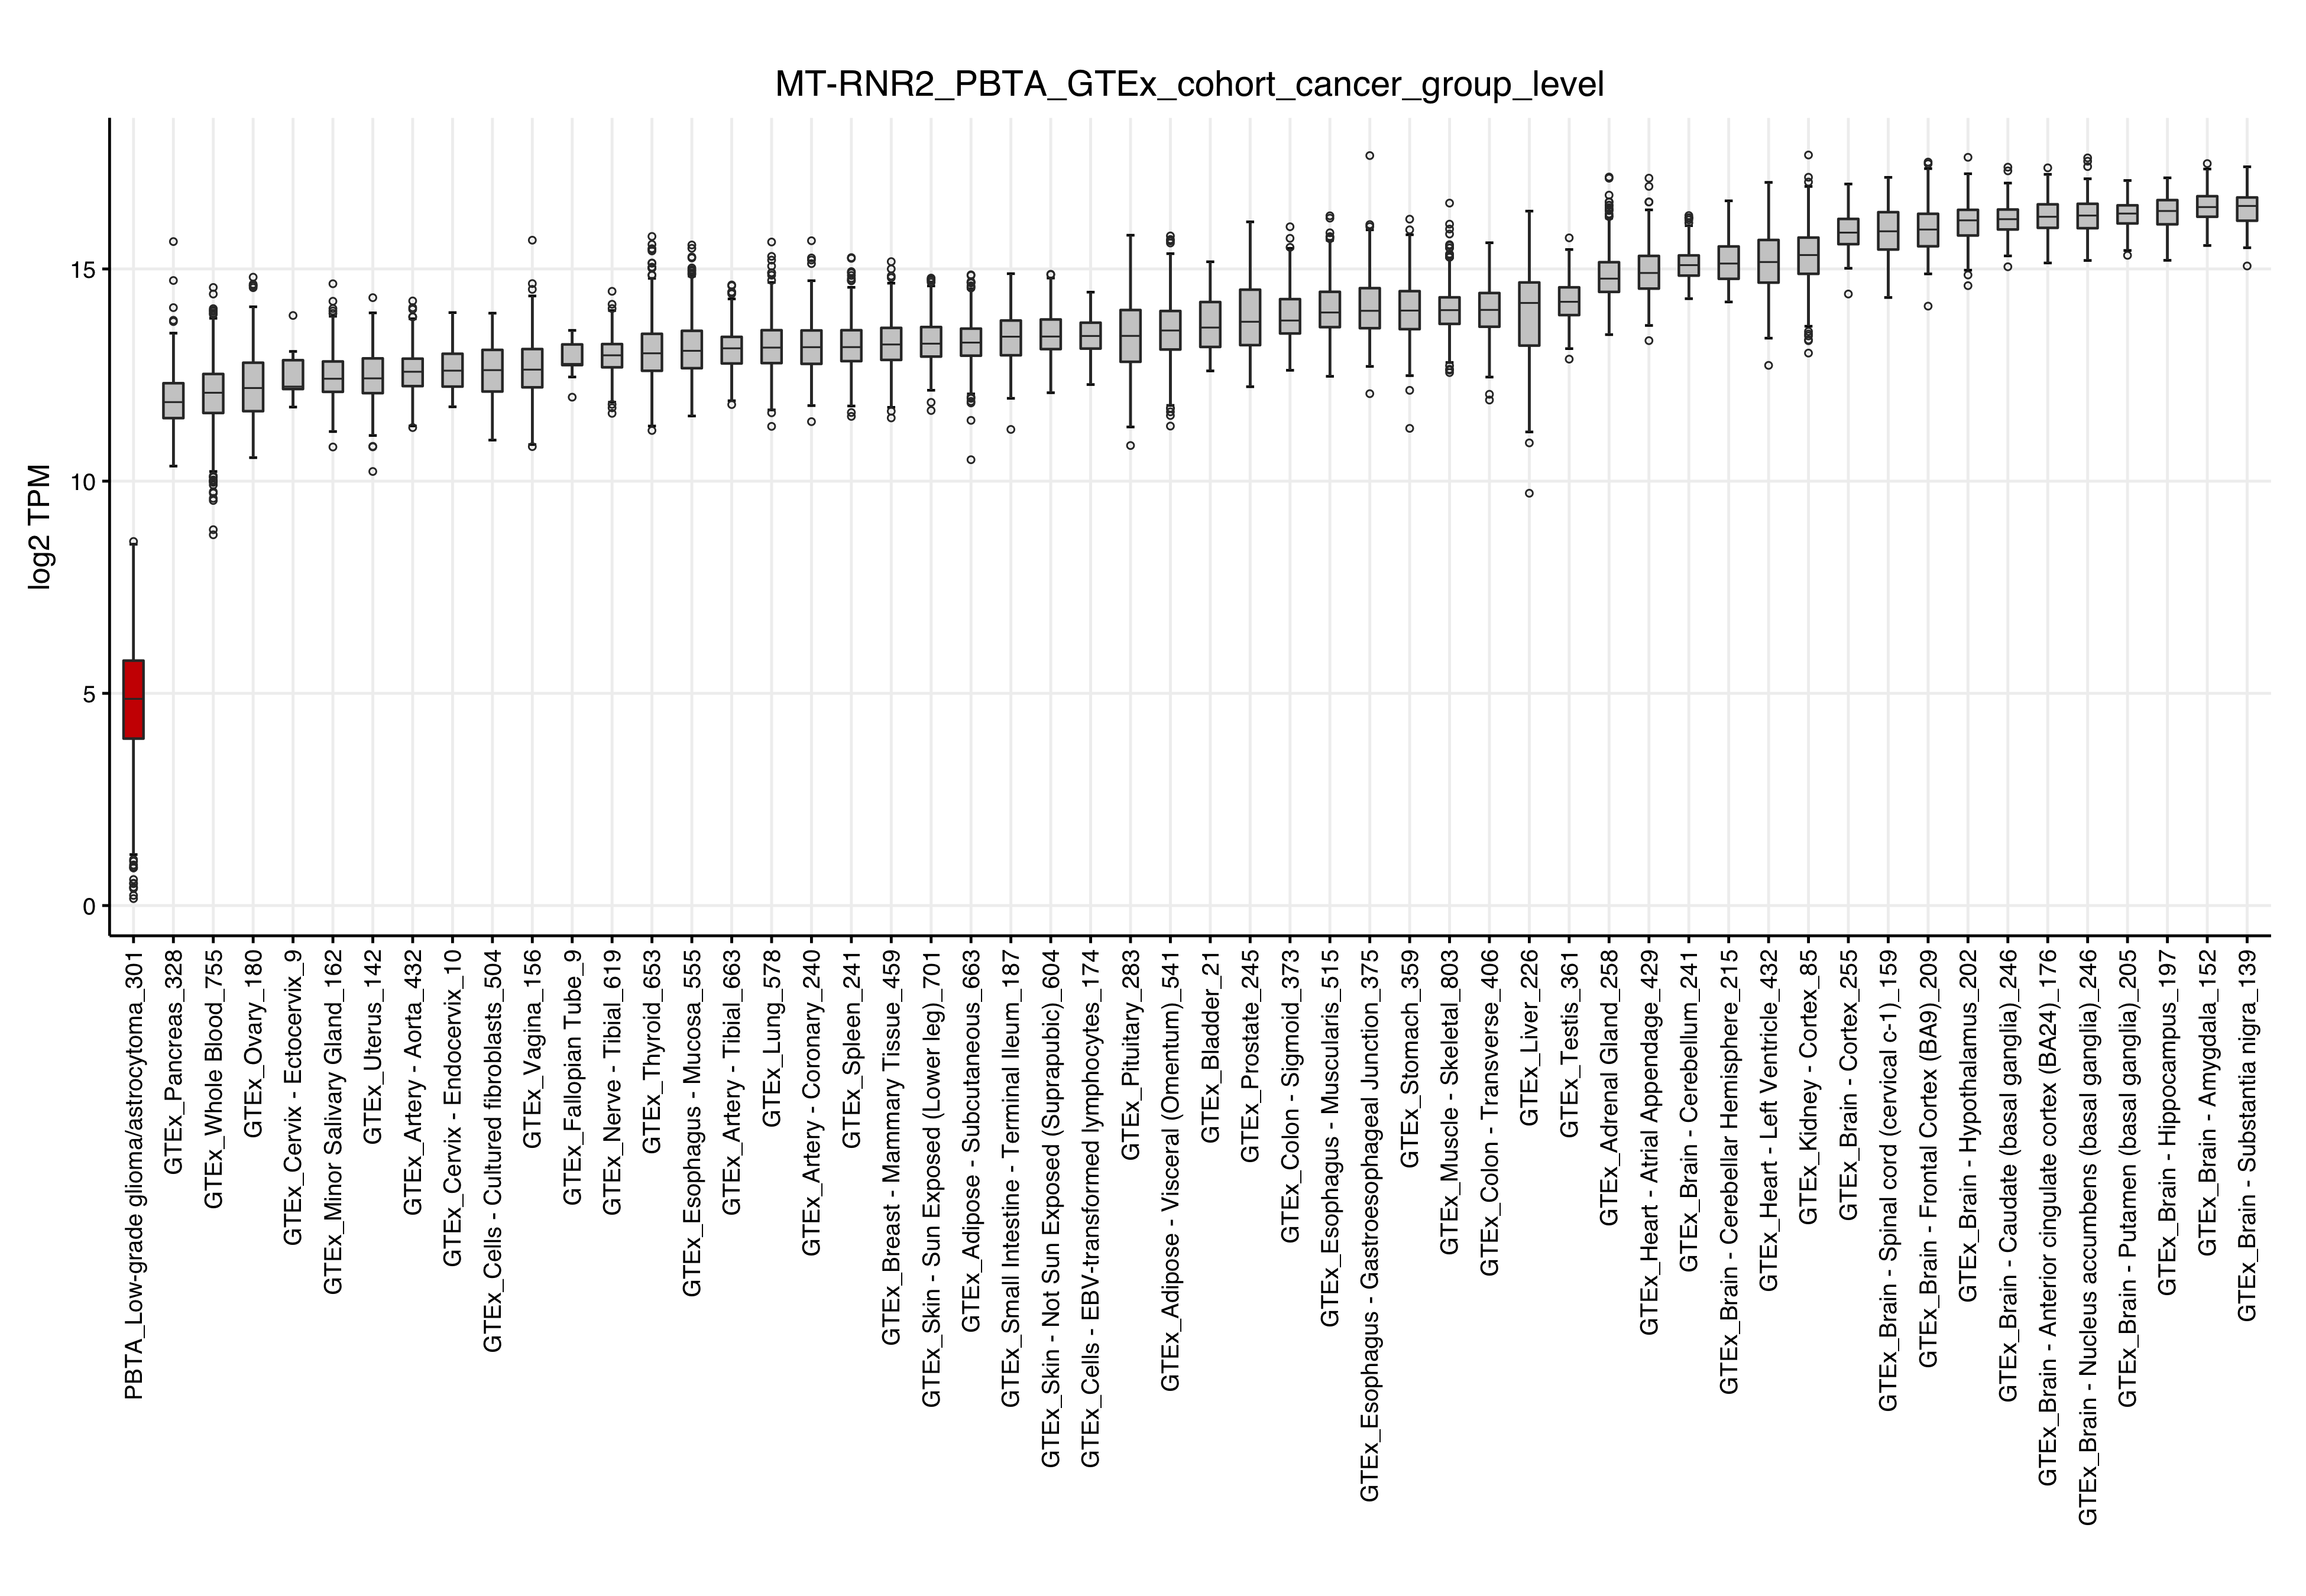 MT-RNR2_PBTA_GTEx_cohort_cancer_group_level
log2 TPM
15
10
5
0
PBTA_Low-grade glioma/astrocytoma_301
GTEx_Pancreas_328
GTEx_Whole Blood_755
GTEx_Ovary_180
GTEx_Cervix - Ectocervix_9
GTEx_Minor Salivary Gland_162
GTEx_Uterus_142
GTEx_Artery - Aorta_432
GTEx_Cervix - Endocervix_10
GTEx_Cells - Cultured fibroblasts_504
GTEx_Vagina_156
GTEx_Fallopian Tube_9
GTEx_Nerve - Tibial_619
GTEx_Thyroid_653
GTEx_Esophagus - Mucosa_555
GTEx_Artery - Tibial_663
GTEx_Lung_578
GTEx_Artery - Coronary_240
GTEx_Spleen_241
GTEx_Breast - Mammary Tissue_459
GTEx_Skin - Sun Exposed (Lower leg)_701
GTEx_Adipose - Subcutaneous_663
GTEx_Small Intestine - Terminal Ileum_187
GTEx_Skin - Not Sun Exposed (Suprapubic)_604
GTEx_Cells - EBV-transformed lymphocytes_174
GTEx_Pituitary_283
GTEx_Adipose - Visceral (Omentum)_541
GTEx_Bladder_21
GTEx_Prostate_245
GTEx_Colon - Sigmoid_373
GTEx_Esophagus - Muscularis_515
GTEx_Esophagus - Gastroesophageal Junction_375
GTEx_Stomach_359
GTEx_Muscle - Skeletal_803
GTEx_Colon - Transverse_406
GTEx_Liver_226
GTEx_Testis_361
GTEx_Adrenal Gland_258
GTEx_Heart - Atrial Appendage_429
GTEx_Brain - Cerebellum_241
GTEx_Brain - Cerebellar Hemisphere_215
GTEx_Heart - Left Ventricle_432
GTEx_Kidney - Cortex_85
GTEx_Brain - Cortex_255
GTEx_Brain - Spinal cord (cervical c-1)_159
GTEx_Brain - Frontal Cortex (BA9)_209
GTEx_Brain - Hypothalamus_202
GTEx_Brain - Caudate (basal ganglia)_246
GTEx_Brain - Anterior cingulate cortex (BA24)_176
GTEx_Brain - Nucleus accumbens (basal ganglia)_246
GTEx_Brain - Putamen (basal ganglia)_205
GTEx_Brain - Hippocampus_197
GTEx_Brain - Amygdala_152
GTEx_Brain - Substantia nigra_139